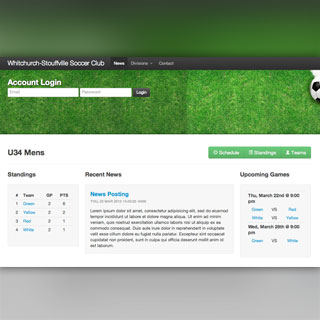 Whitchurch-Stouffville Soccer Club
News Divisions Contact
Account Login
Email Password Login
U34 Mens
Schedule Standings Teams
Standings
# Team GP PTS
1 Green 2 6
2 Yellow 2 2
3 Red 2 2
4 White 2 1
Recent News
News Posting
Lorem ipsum dolor sit amet, consectetur adipisicing elit, sed do eiusmod
tempor incididunt ut labore et dolore magna aliqua. Ut enim ad minim
veniam, quis nostrud exercitation ullamco laboris nisi ut aliquip ex ea
commodo consequat. Duis aute irure dolor in reprehenderit in voluptate
velit esse cillum dolore eu fugiat nulla pariatur. Excepteur sint occaecat
cupidatat non proident, sunt in culpa qui officia deserunt mollit anim id
est laborum.
Upcoming Games
Thu, March 22nd @ 9:00
pm
Green VS Red
White VS Yellow
Wed, March 28th @ 9:00
pm
Green VS White